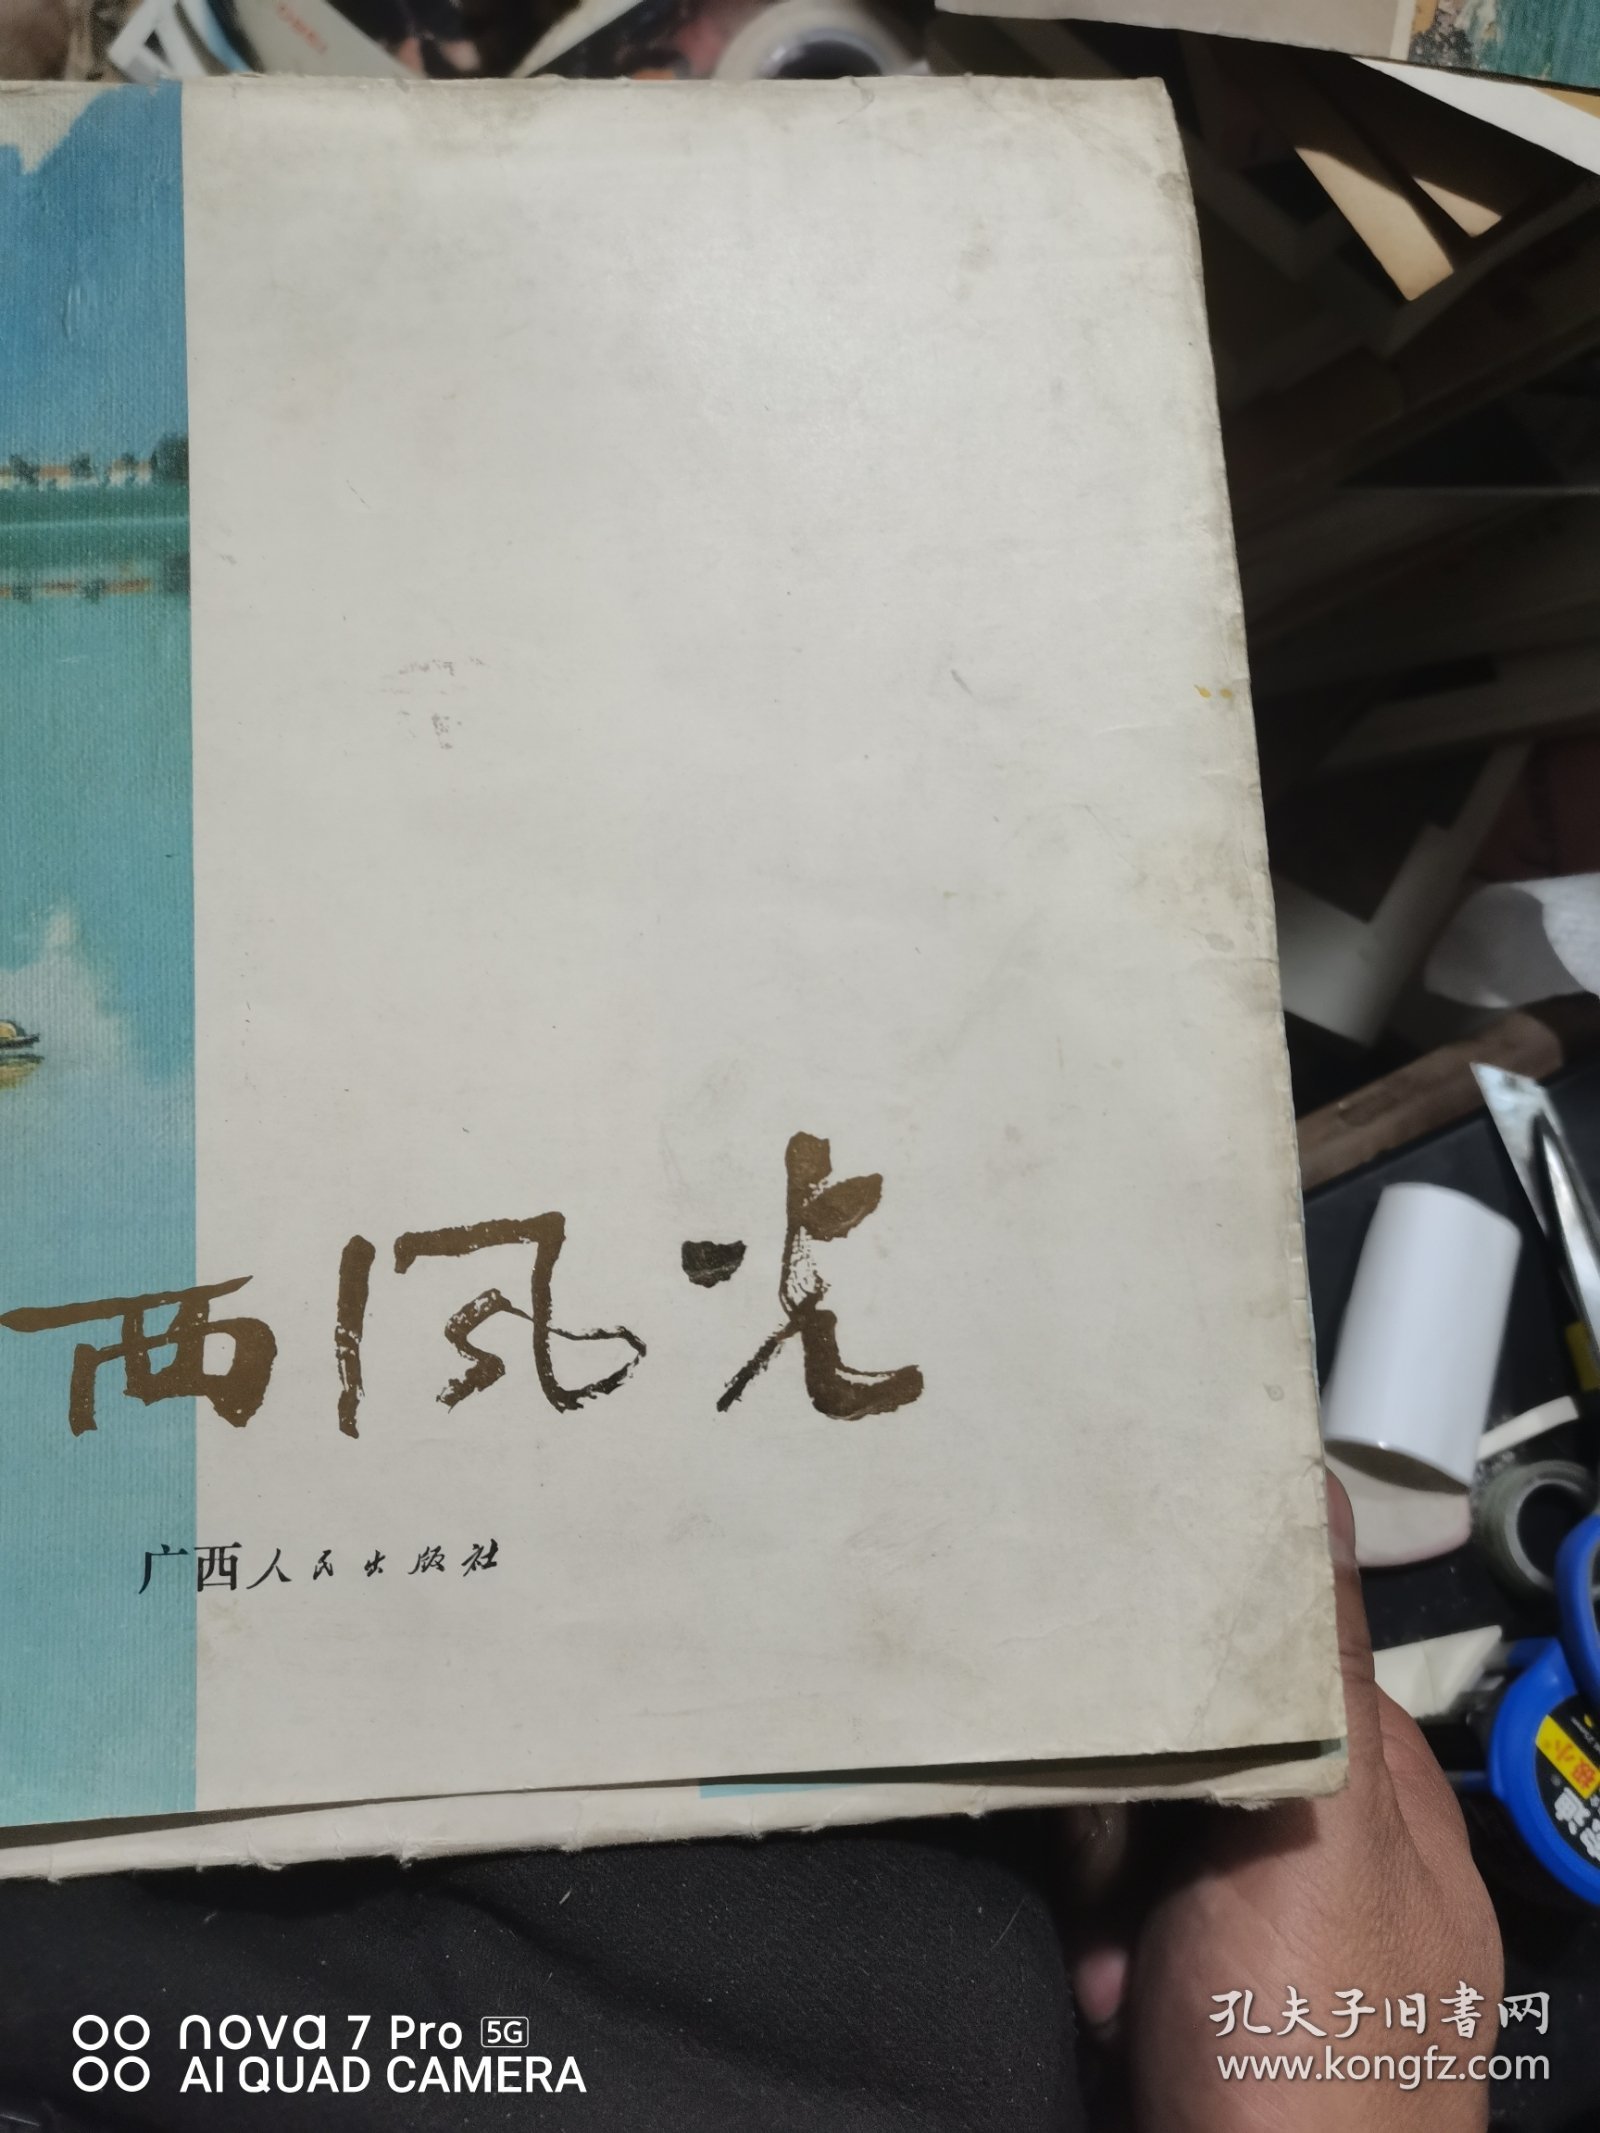 西风光
广西人民出版社
nova 7 Pro 5G
AI QUAD CAMERA
孔夫子旧書网
www.kongfz.com